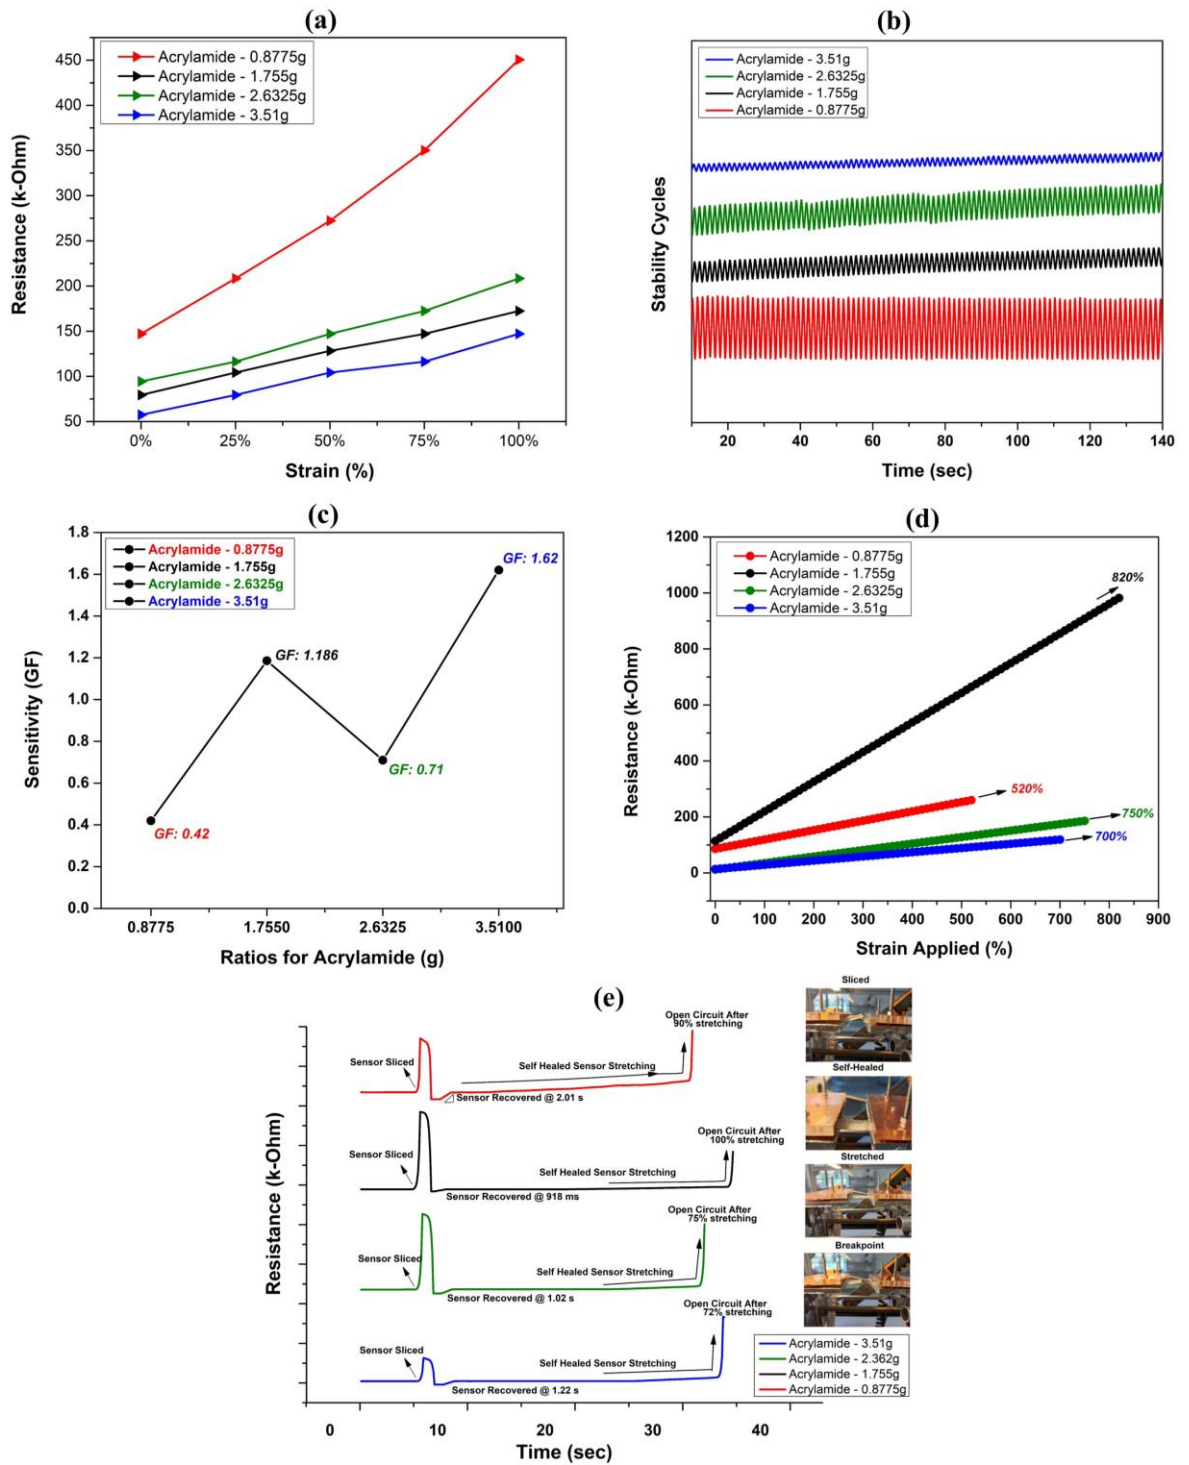 (a)
Acrylamide - 0.8775g
Acrylamide - 1.755g
Acrylamide - 2.6325g
Acrylamide - 3.51g
450
400
350
300
250
200
150
100
50
Resistance (k-Ohm)
0% 25% 50% 75% 100%
Strain (%)
(b)
Acrylamide - 3.51g
Acrylamide - 2.6325g
Acrylamide - 1.755g
Acrylamide - 0.8775g
Stability Cycles
20 40 60 80 100 120 140
Time (sec)
(c)
Acrylamide - 0.8775g
Acrylamide - 1.755g
Acrylamide - 2.6325g
Acrylamide - 3.51g
1.8
1.6
1.4
1.2
1.0
0.8
0.6
0.4
0.2
0.0
Sensitivity (GF)
GF: 1.62
GF: 1.186
GF: 0.71
GF: 0.42
0.8775 1.7550 2.6325 3.5100
Ratios for Acrylamide (g)
(d)
Acrylamide - 0.8775g
Acrylamide - 1.755g
Acrylamide - 2.6325g
Acrylamide - 3.51g
1200
1000
800
600
400
200
0
Resistance (k-Ohm)
820%
520%
750%
700%
0 100 200 300 400 500 600 700 800 900
Strain Applied (%)
(e)
Resistance (k-Ohm)
Open Circuit After
90% stretching
Sensor Sliced
Self Healed Sensor Stretching
Sensor Recovered @ 2.01 s
Open Circuit After
100% stretching
Sensor Sliced
Self Healed Sensor Stretching
Sensor Recovered @ 918 ms
Open Circuit After
75% stretching
Sensor Sliced
Self Healed Sensor Stretching
Sensor Recovered @ 1.02 s
Open Circuit After
72% stretching
Sensor Sliced
Self Healed Sensor Stretching
Sensor Recovered @ 1.22 s
0 10 20 30 40
Time (sec)
Sliced
Self-Healed
Stretched
Breakpoint
Acrylamide - 3.51g
Acrylamide - 2.362g
Acrylamide - 1.755g
Acrylamide - 0.8775g